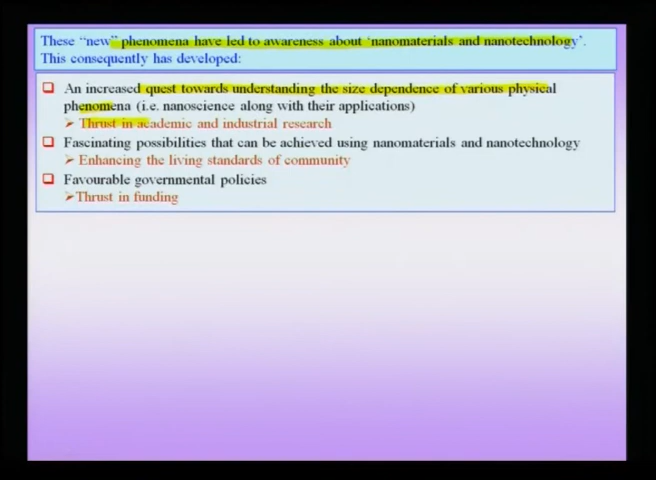 These “new” phenomena have led to awareness about ‘nanomaterials and nanotechnology’.
This consequently has developed:
❑ An increased quest towards understanding the size dependence of various physical
phenomena (i.e. nanoscience along with their applications)
➢ Thrust in academic and industrial research
❑ Fascinating possibilities that can be achieved using nanomaterials and nanotechnology
➢ Enhancing the living standards of community
❑ Favourable governmental policies
➢Thrust in funding